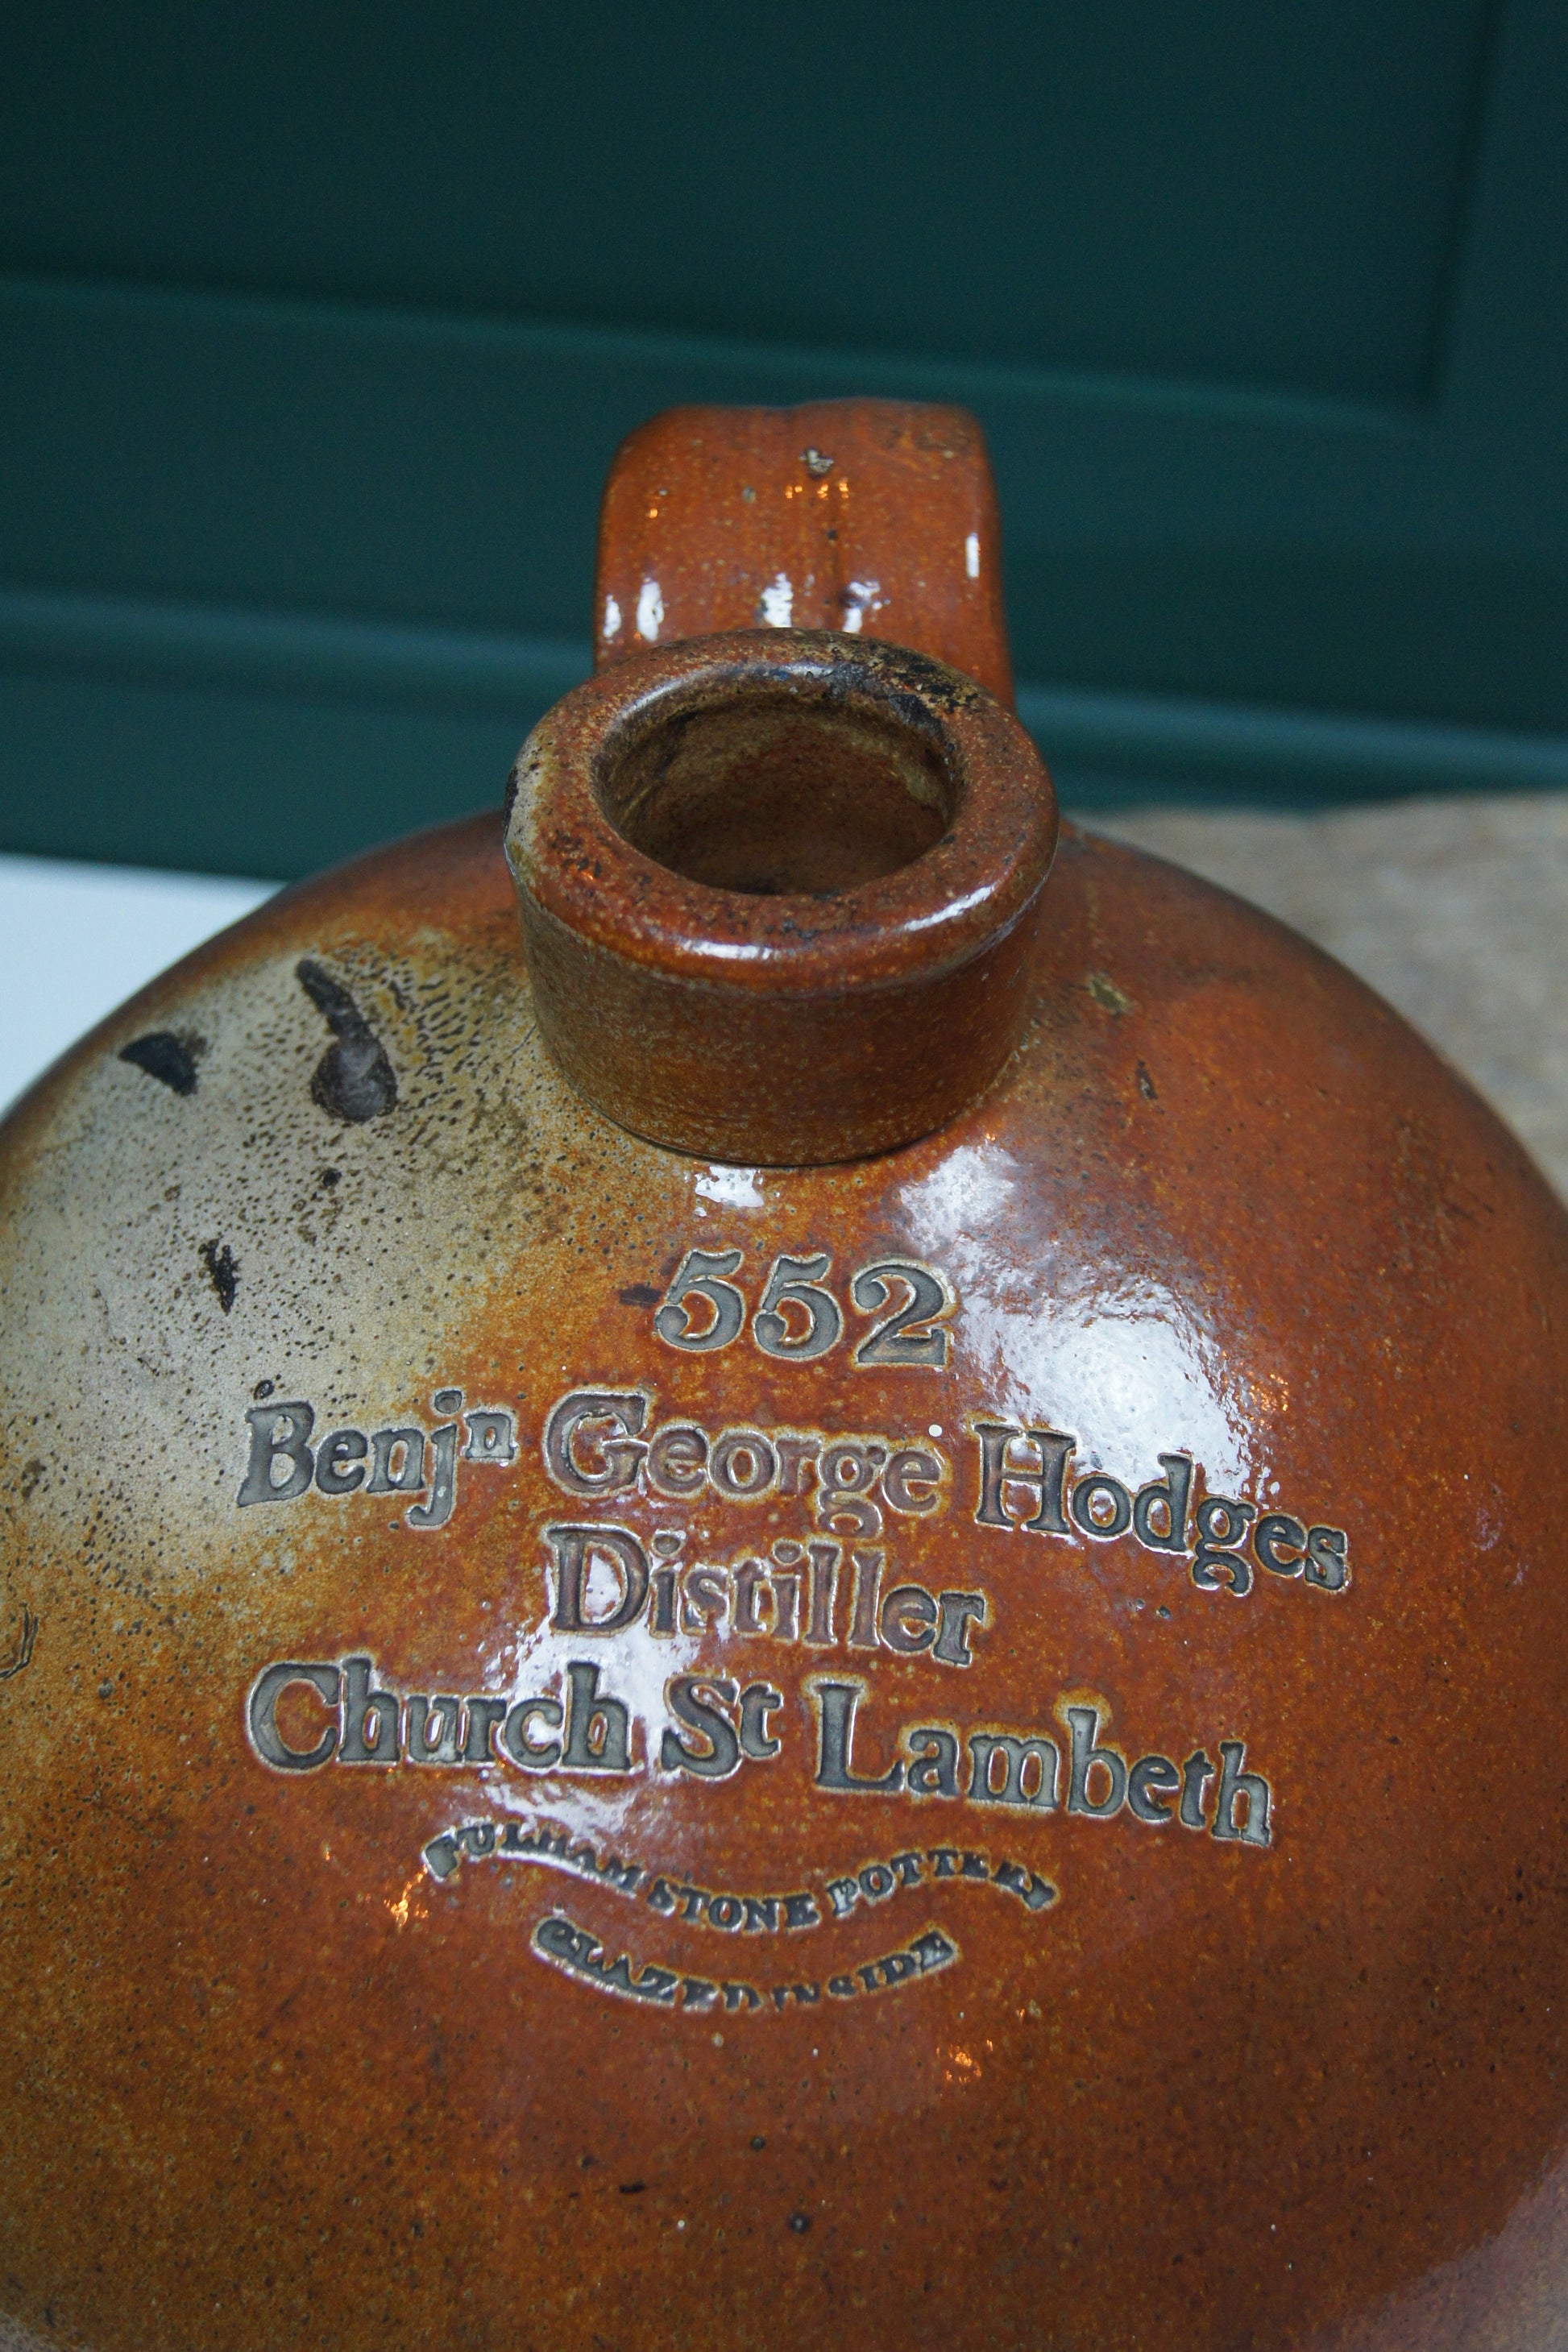 552
Benjⁿ George Hodges
Distiller
Church St Lambeth
FULHAM STONE POTTERY
GLAZED INSIDE